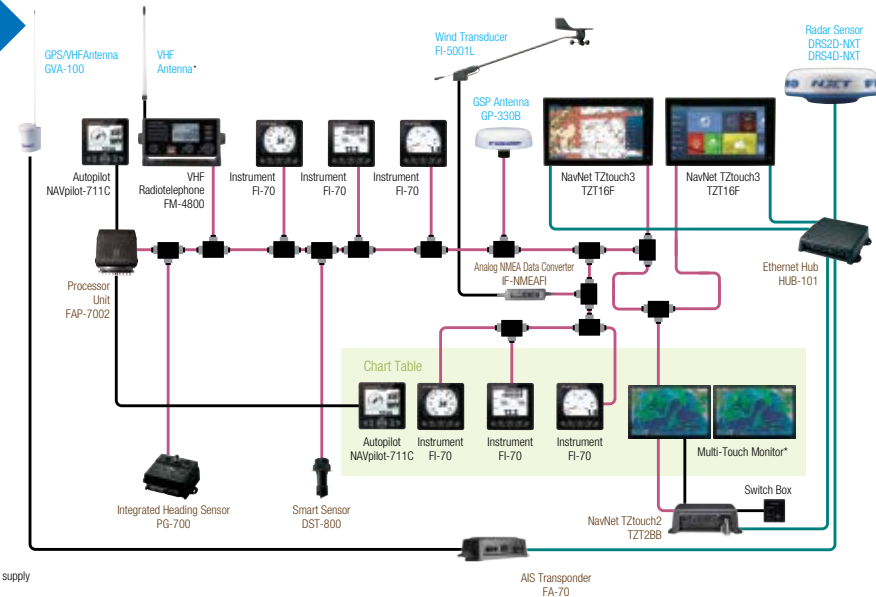 GPS/VHFAntenna
GVA-100
VHF
Antenna*
Wind Transducer
FI-5001L
Radar Sensor
DRS2D-NXT
DRS4D-NXT
NXT
GSP Antenna
GP-330B
Autopilot
NAVpilot-711C
VHF
Radiotelephone
FM-4800
Instrument
FI-70
Instrument
FI-70
Instrument
FI-70
NavNet TZtouch3
TZT16F
NavNet TZtouch3
TZT16F
Processor
Unit
FAP-7002
Analog NMEA Data Converter
IF-NMEAFI
Ethernet Hub
HUB-101
Chart Table
Autopilot
NAVpilot-711C
Instrument
FI-70
Instrument
FI-70
Instrument
FI-70
Multi-Touch Monitor*
Switch Box
Integrated Heading Sensor
PG-700
Smart Sensor
DST-800
NavNet TZtouch2
TZT2BB
supply
AIS Transponder
FA-70